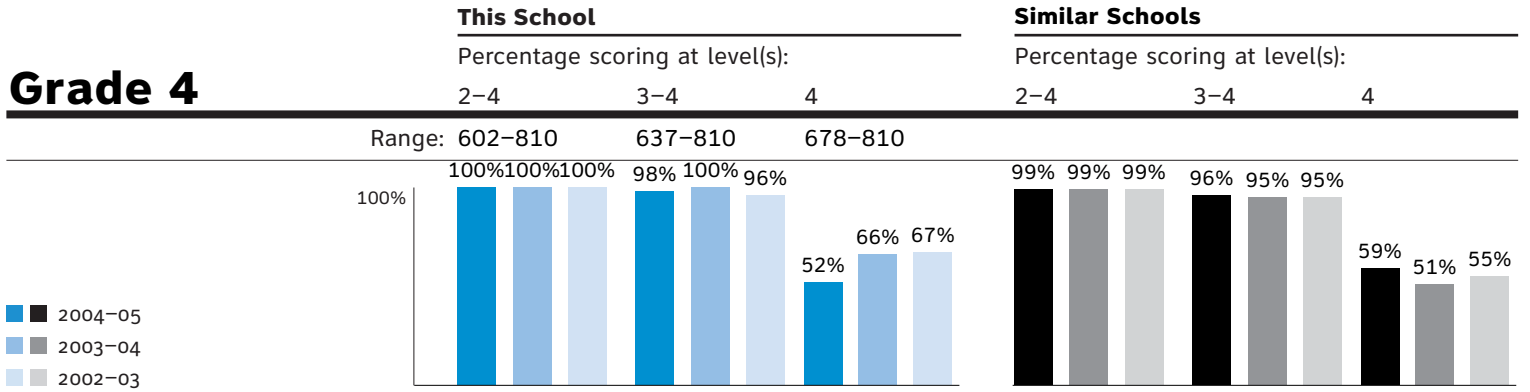 This School Similar Schools
Percentage scoring at level(s): Percentage scoring at level(s):
Grade 4 2–4 3–4 4 2–4 3–4 4
Range: 602–810 637–810 678–810
100% 100% 100% 98% 100% 96% 99% 99% 99% 96% 95% 95%
100%
52% 66% 67% 59% 51% 55%
2004–05
2003–04
2002–03